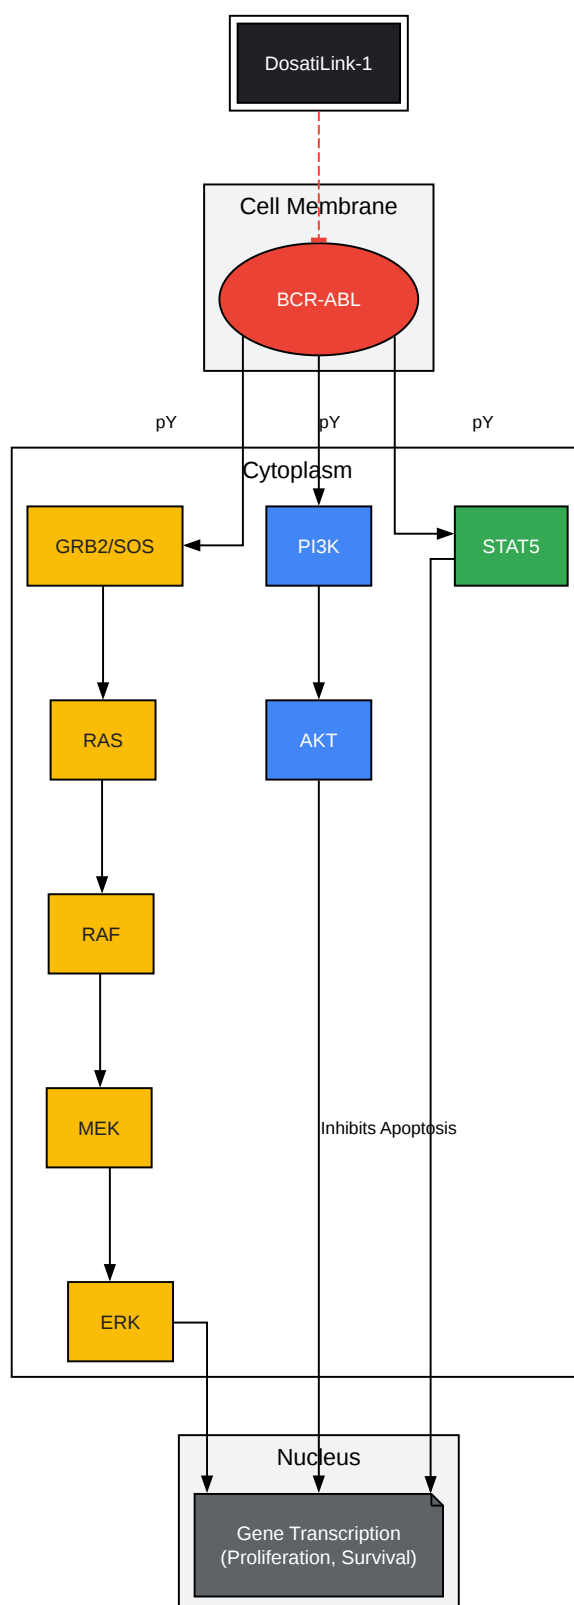 DosatiLink-1
Cell Membrane
BCR-ABL
pY
pY
pY
Cytoplasm
GRB2/SOS
PI3K
STAT5
RAS
AKT
RAF
MEK
Inhibits Apoptosis
ERK
Nucleus
Gene Transcription
(Proliferation, Survival)